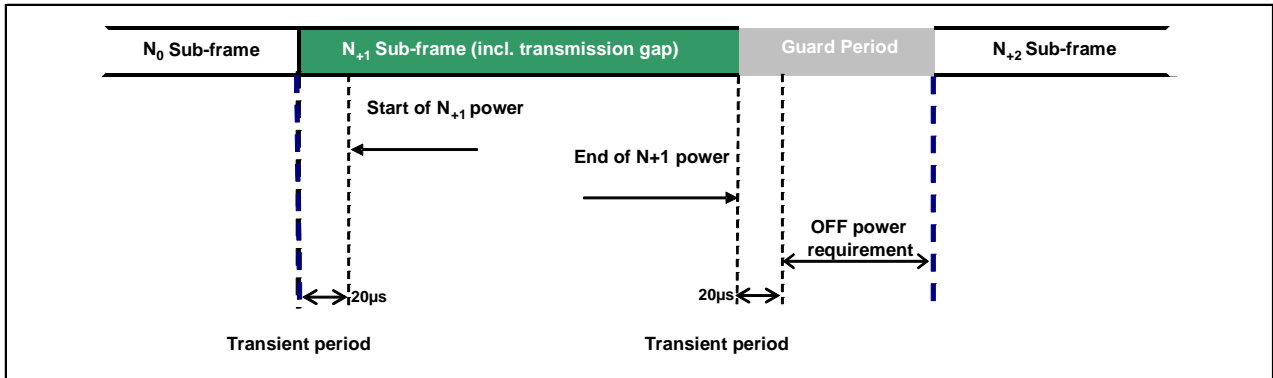 N+1 Sub-frame (incl. transmission gap)
Guard Period
N0 Sub-frame
N+2 Sub-frame
Start of N+1 power
End of N+1 power
OFF power
requirement
20µs
20µs
Transient period
Transient period